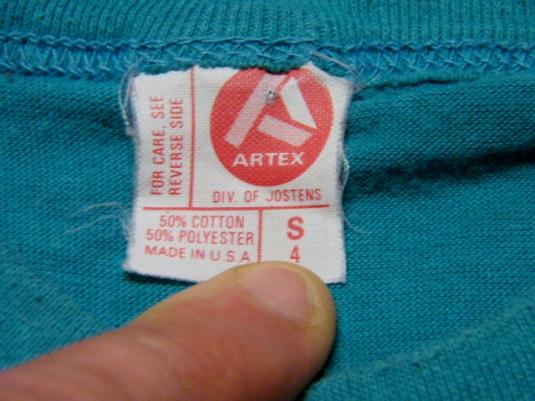 FOR CARE, SEE
REVERSE SIDE
ARTEX
DIV. OF JOSTENS
50% COTTON
50% POLYESTER
MADE IN U.S.A
S
4